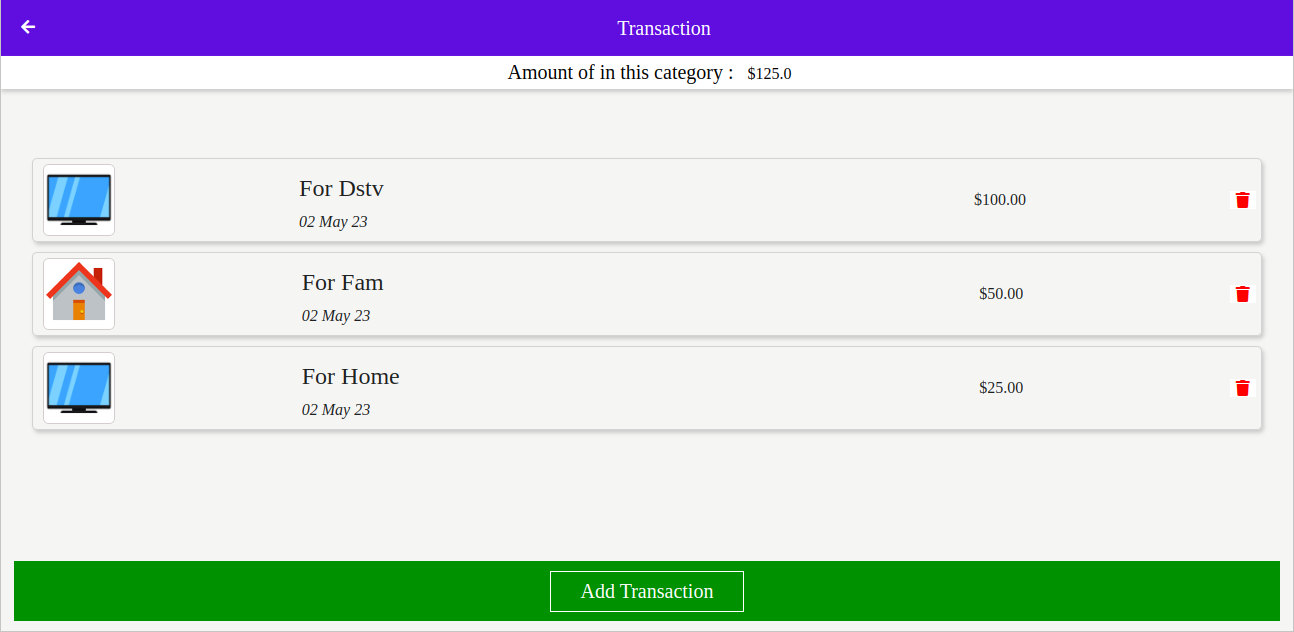 Transaction
Amount of in this category : $125.0
For Dstv
02 May 23
$100.00
For Fam
02 May 23
$50.00
For Home
02 May 23
$25.00
Add Transaction